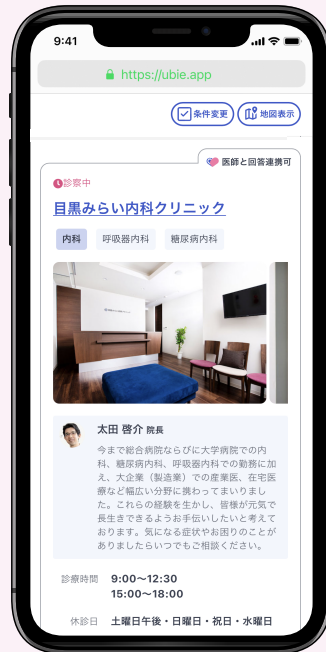 9:41
https://ubie.app
条件変更
地図表示
医師と回答連携可
診察中
目黒みらい内科クリニック
内科 呼吸器内科 糖尿病内科
太田 啓介 院長
今まで総合病院ならびに大学病院での内
科、糖尿病内科、呼吸器内科での勤務に加
え、大企業（製造業）での産業医、在宅医
療など幅広い分野に携わってまいりまし
た。これらの経験を生かし、皆様が元気で
長生きできるようお手伝いしたいと考えて
おります。気になる症状やお困りのことが
ありましたらいつでもご相談ください。
診療時間 9:00〜12:30
15:00〜18:00
休診日 土曜日午後・日曜日・祝日・水曜日